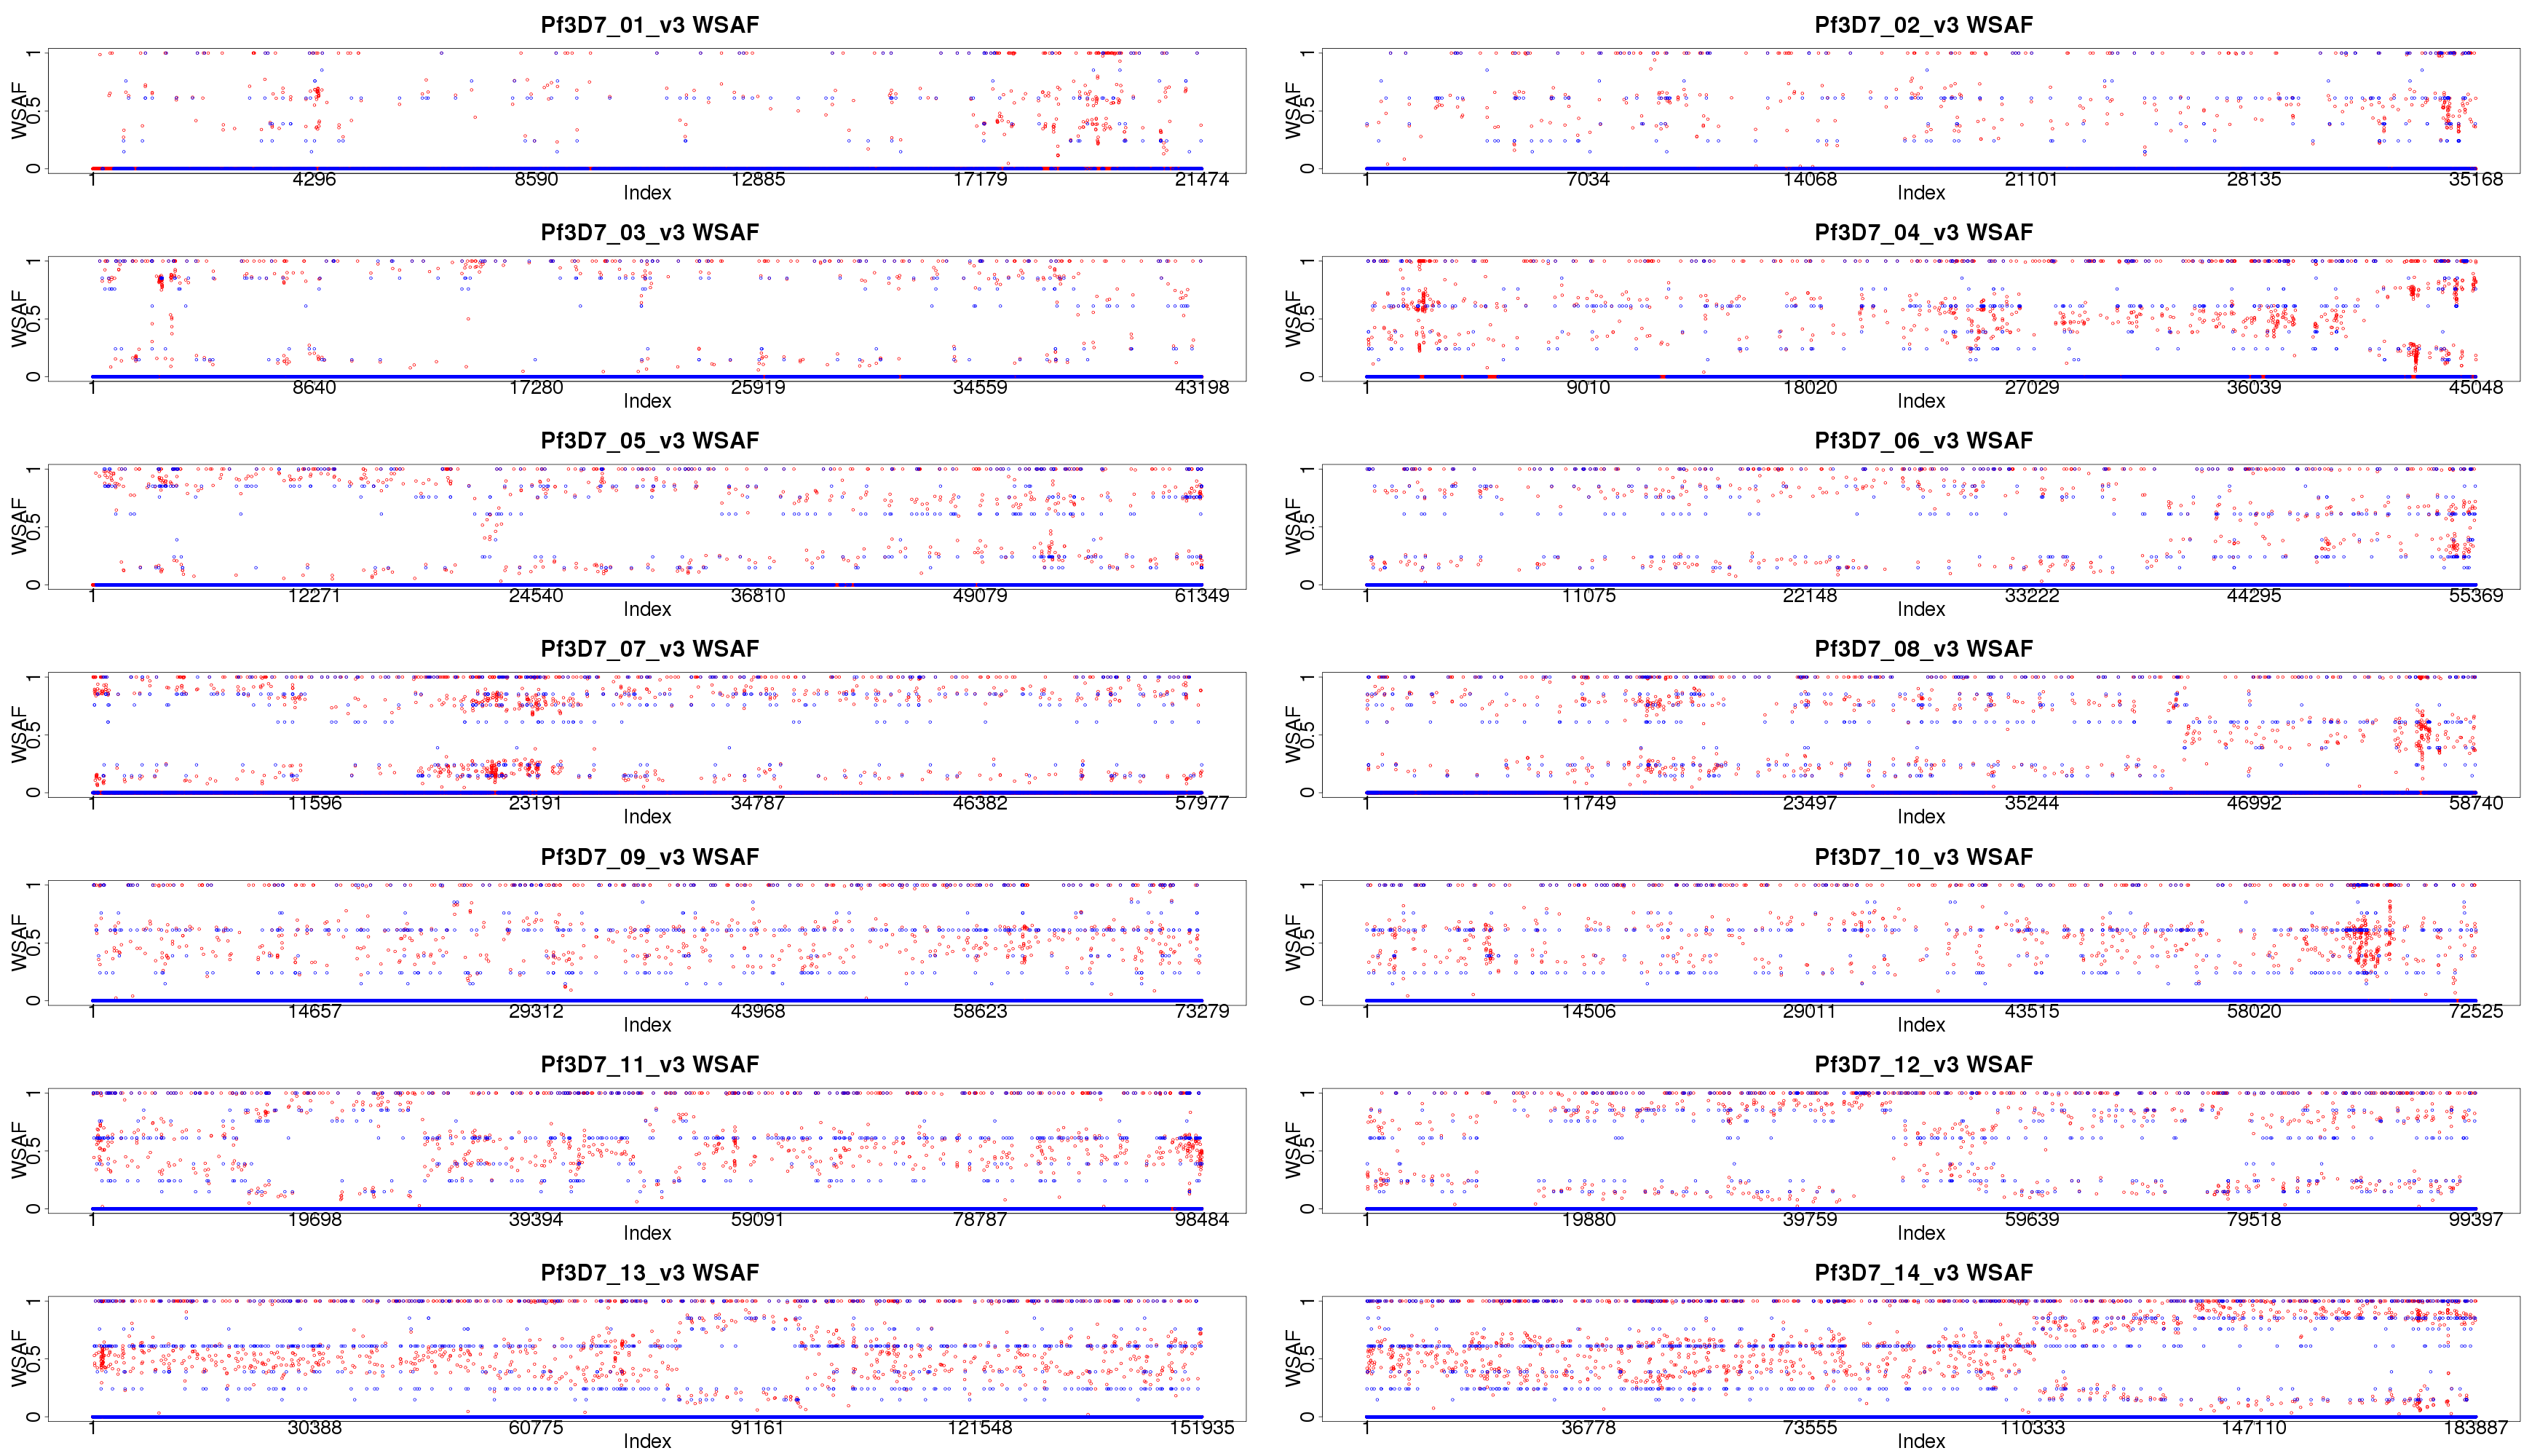 Pf3D7_01_v3 WSAF
WSAF
0 0.5 1
1 4296 8590 12885 17179 21474
Index
Pf3D7_02_v3 WSAF
WSAF
0 0.5 1
1 7034 14068 21101 28135 35168
Index
Pf3D7_03_v3 WSAF
WSAF
0 0.5 1
1 8640 17280 25919 34559 43198
Index
Pf3D7_04_v3 WSAF
WSAF
0 0.5 1
1 9010 18020 27029 36039 45048
Index
Pf3D7_05_v3 WSAF
WSAF
0 0.5 1
1 12271 24540 36810 49079 61349
Index
Pf3D7_06_v3 WSAF
WSAF
0 0.5 1
1 11075 22148 33222 44295 55369
Index
Pf3D7_07_v3 WSAF
WSAF
0 0.5 1
1 11596 23191 34787 46382 57977
Index
Pf3D7_08_v3 WSAF
WSAF
0 0.5 1
1 11749 23497 35244 46992 58740
Index
Pf3D7_09_v3 WSAF
WSAF
0 0.5 1
1 14657 29312 43968 58623 73279
Index
Pf3D7_10_v3 WSAF
WSAF
0 0.5 1
1 14506 29011 43515 58020 72525
Index
Pf3D7_11_v3 WSAF
WSAF
0 0.5 1
1 19698 39394 59091 78787 98484
Index
Pf3D7_12_v3 WSAF
WSAF
0 0.5 1
1 19880 39759 59639 79518 99397
Index
Pf3D7_13_v3 WSAF
WSAF
0 0.5 1
1 30388 60775 91161 121548 151935
Index
Pf3D7_14_v3 WSAF
WSAF
0 0.5 1
1 36778 73555 110333 147110 183887
Index